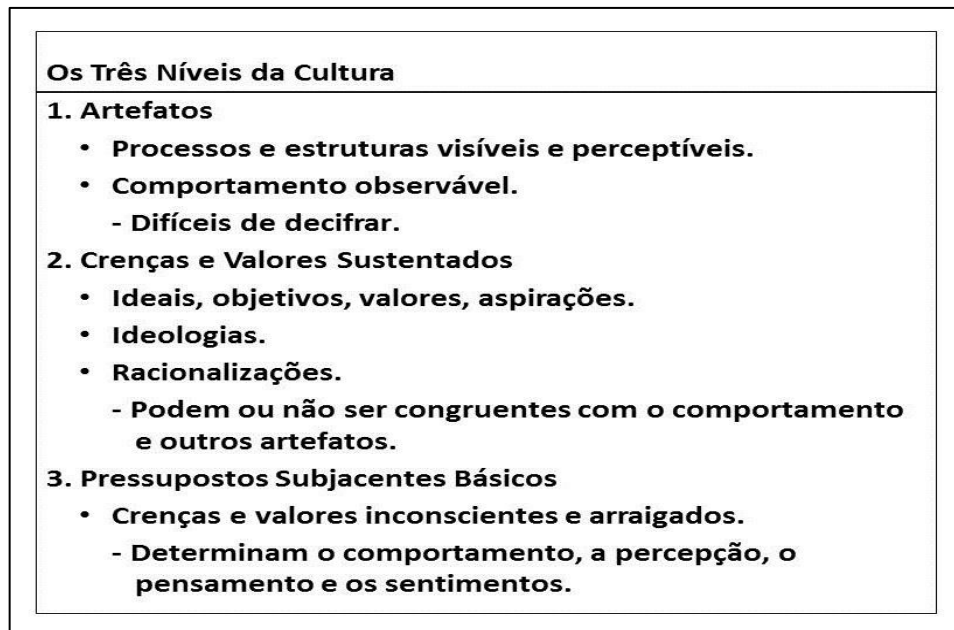 Os Três Níveis da Cultura
1. Artefatos
• Processos e estruturas visíveis e perceptíveis.
• Comportamento observável.
- Difíceis de decifrar.
2. Crenças e Valores Sustentados
• Ideais, objetivos, valores, aspirações.
• Ideologias.
• Racionalizações.
- Podem ou não ser congruentes com o comportamento
e outros artefatos.
3. Pressupostos Subjacentes Básicos
• Crenças e valores inconscientes e arraigados.
- Determinam o comportamento, a percepção, o
pensamento e os sentimentos.